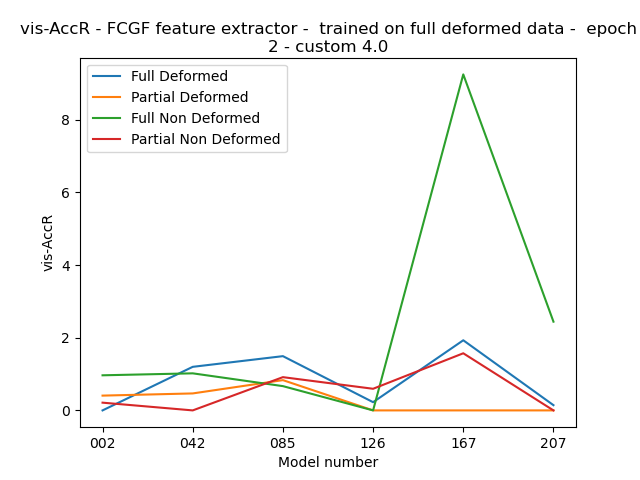 vis-AccR - FCGF feature extractor -  trained on full deformed data -  epoch
2 - custom 4.0
Full Deformed
Partial Deformed
Full Non Deformed
Partial Non Deformed
vis-AccR
8
6
4
2
0
002 042 085 126 167 207
Model number